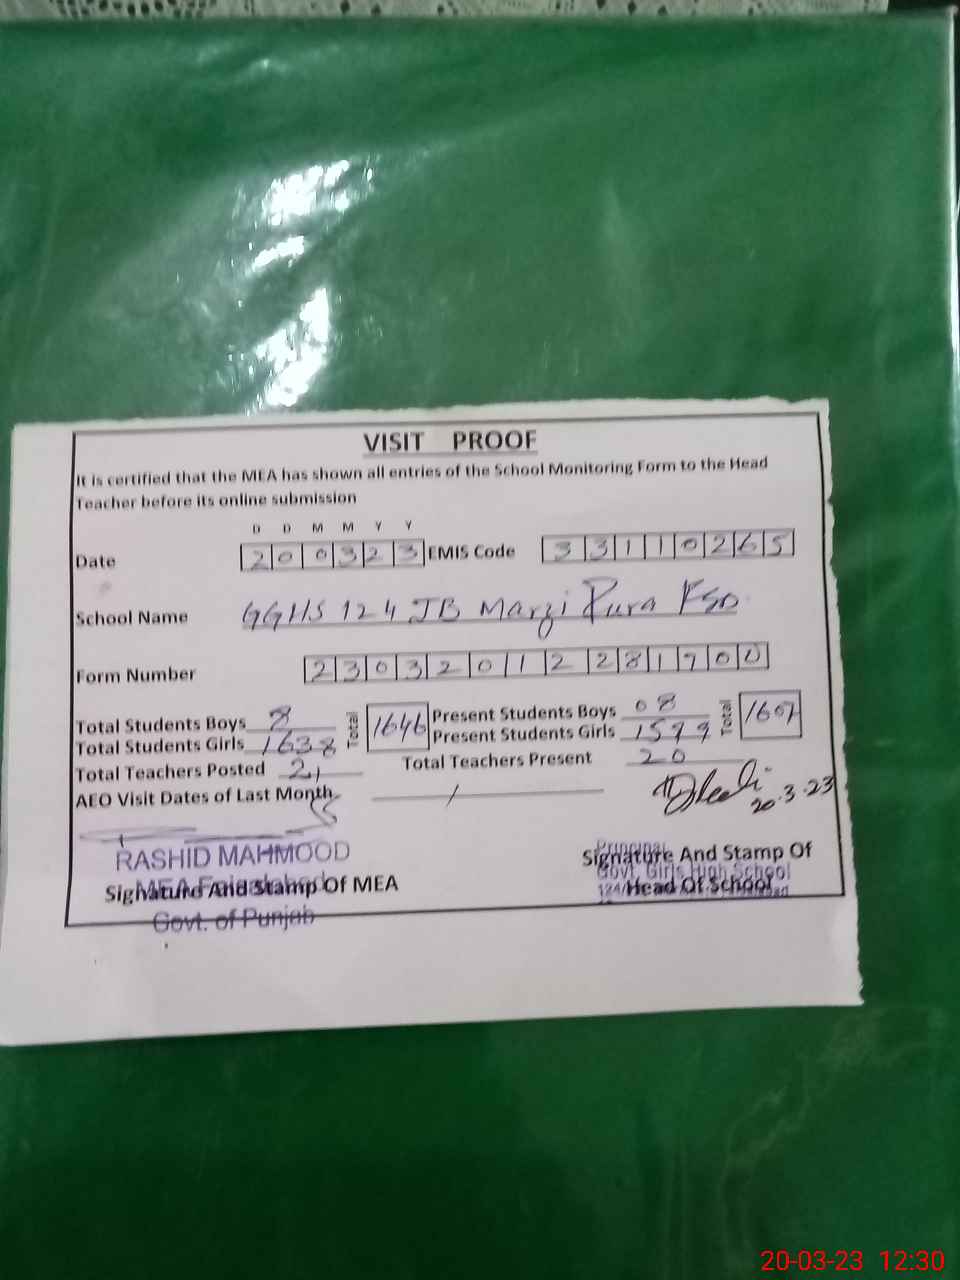 VISIT PROOF
It is certified that the MEA has shown all entries of the School Monitoring Form to the Head
Teacher before its online submission
D D M M Y Y
Date 2 0 0 3 2 3 EMIS Code 3 3 1 1 0 2 6 5
School Name GGHS 124 JB Marzi Pura FSD.
Form Number 2 3 0 3 2 0 1 2 2 8 1 9 0 0
Total Students Boys 8 Total 1646 Present Students Boys 08 Total 1607
Total Students Girls 1638 Present Students Girls 1599
Total Teachers Posted 21 Total Teachers Present 20
AEO Visit Dates of Last Month /
20.3.23
RASHID MAHMOOD
MEA Faisalabad
Signature And Stamp Of MEA
Govt. of Punjab
Principal
Signature And Stamp Of
Govt. Girls High School
Head Of School
20-03-23 12:30